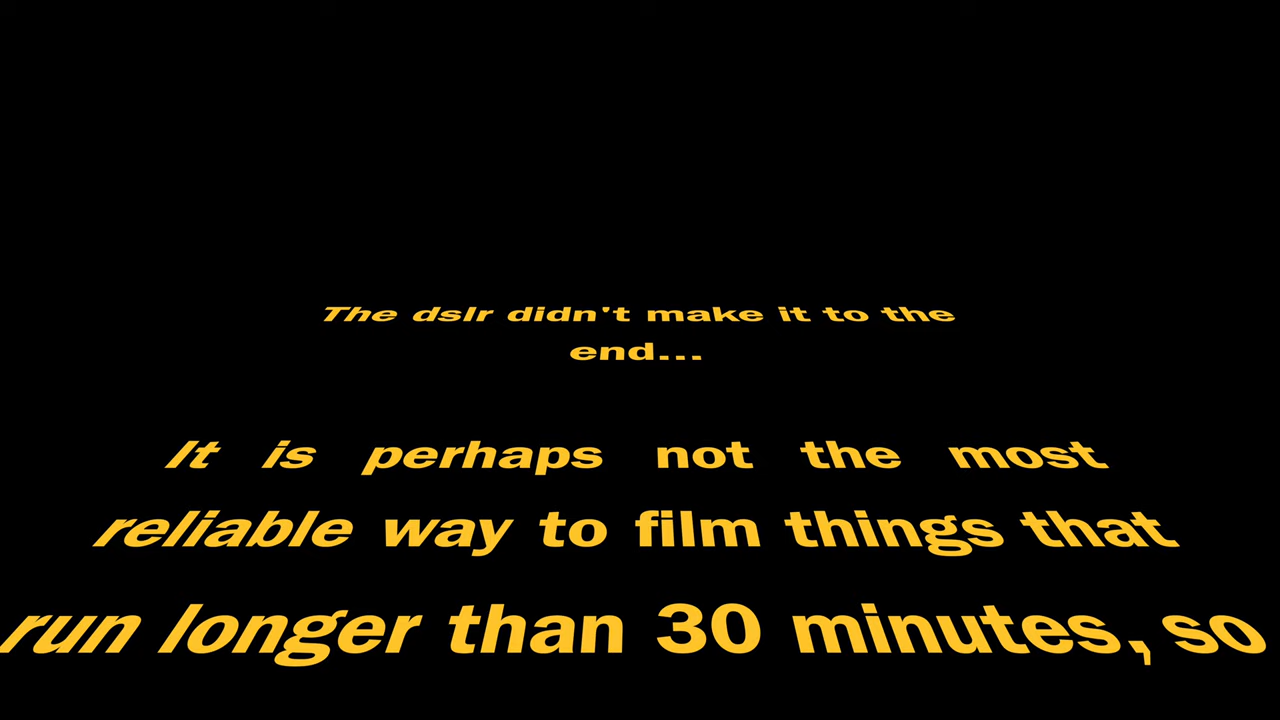 The dslr didn't make it to the
end...
It is perhaps not the most
reliable way to film things that
run longer than 30 minutes, so